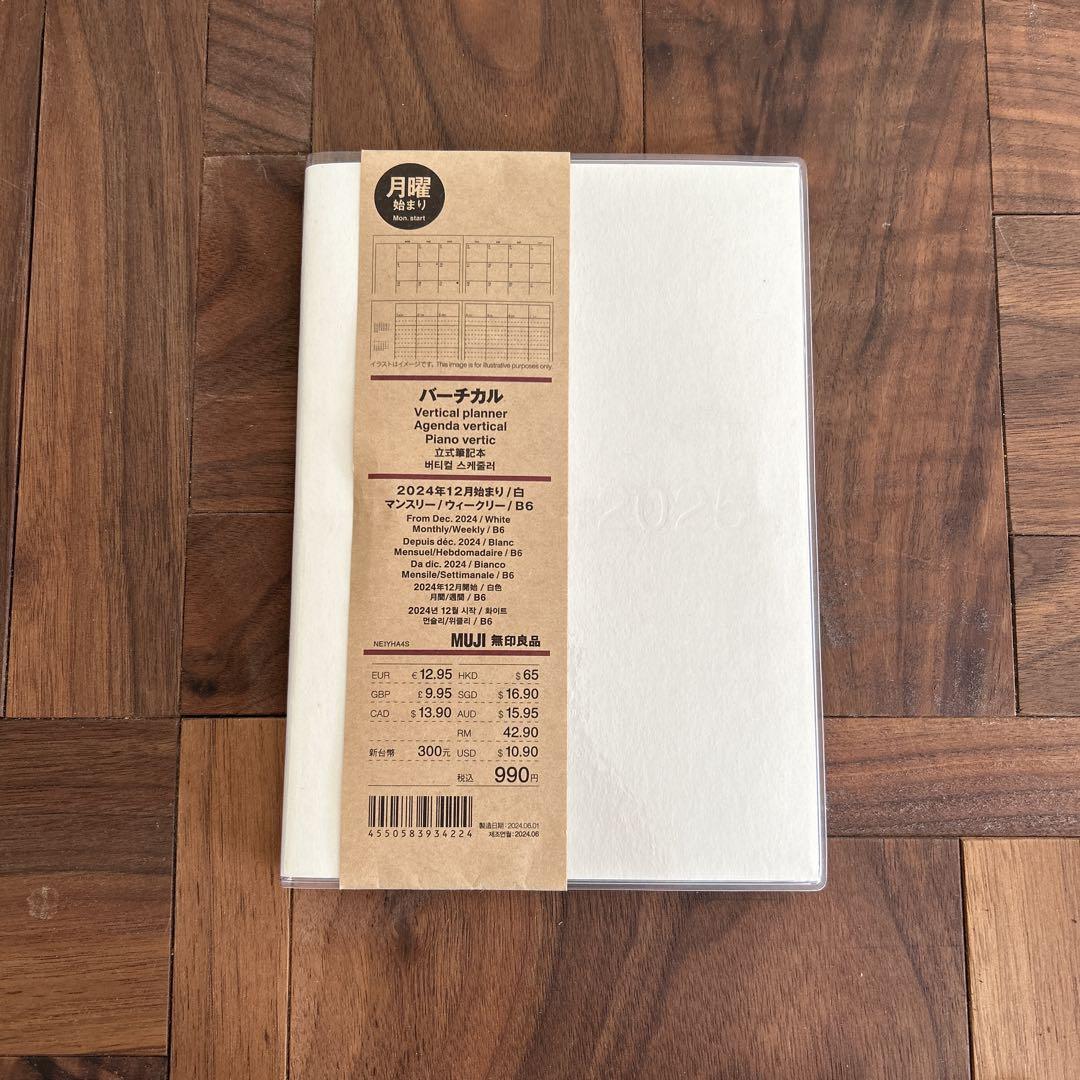 月曜
始まり
Mon. start
イラストはイメージです。This image is for illustrative purposes only.
バーチカル
Vertical planner
Agenda vertical
Piano vertic
立式筆記本
버티컬 스케줄러
2024年12月始まり/白
マンスリー/ウィークリー/B6
From Dec. 2024 / White
Monthly/Weekly / B6
Depuis déc. 2024 / Blanc
Mensuel/Hebdomadaire / B6
Da dic. 2024 / Bianco
Mensile/Settimanale / B6
2024年12月開始 / 白色
月間/週間 / B6
2024년 12월 시작 / 화이트
먼슬리/위클리 / B6
NE1YHA4S MUJI 無印良品
EUR € 12.95 HKD $ 65
GBP £ 9.95 SGD $ 16.90
CAD $ 13.90 AUD $ 15.95
RM 42.90
新台幣 300元 USD $ 10.90
税込 990円
4550583934224
製造日期：2024.06.01
제조연월：2024.06